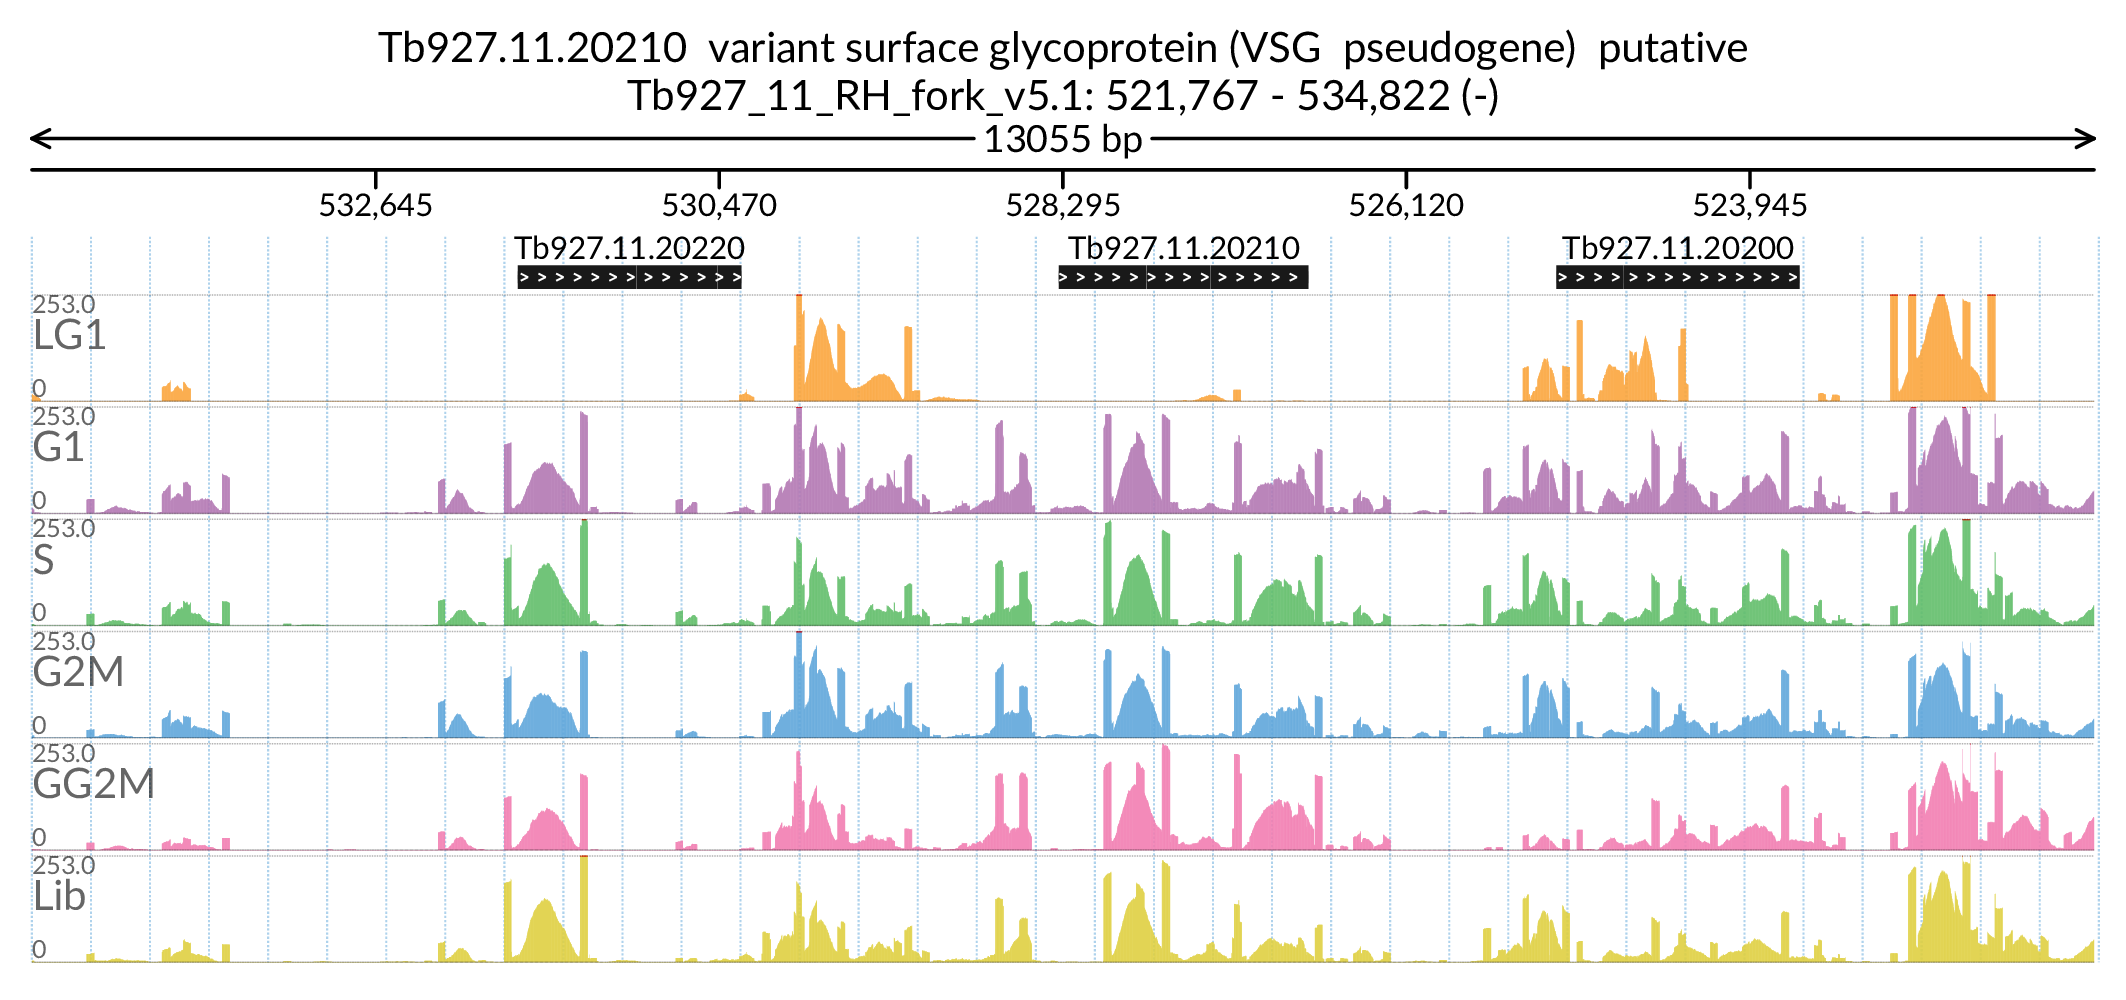 Tb927.11.20210 variant surface glycoprotein (VSG pseudogene) putative
Tb927_11_RH_fork_v5.1: 521,767 - 534,822 (-)
13055 bp
532,645 530,470 528,295 526,120 523,945
Tb927.11.20220 Tb927.11.20210 Tb927.11.20200
253.0
LG1
0
253.0
G1
0
253.0
S
0
253.0
G2M
0
253.0
GG2M
0
253.0
Lib
0